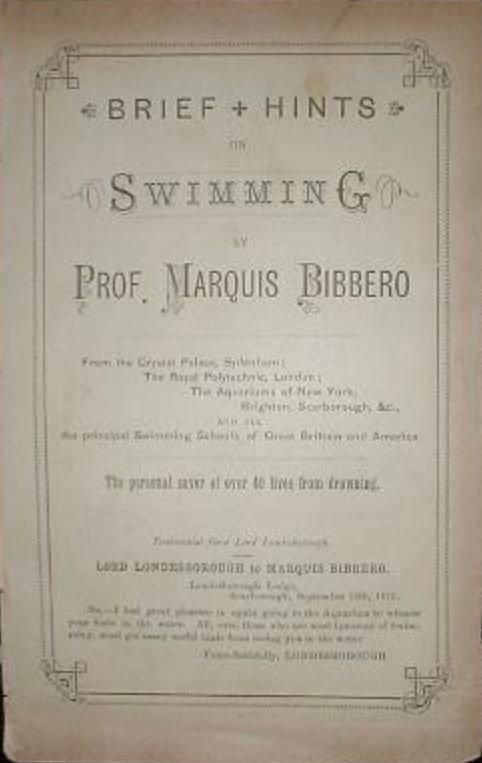 BRIEF + HINTS
ON
SWIMMING
BY
PROF. MARQUIS BIBBERO
From the Crystal Palace, Sydenham;
The Royal Polytechnic, London;
The Aquariums of New York,
Brighton, Scarborough, &c.,
AND ALL
the principal Swimming Schools of Great Britain and America
The personal saver of over 40 lives from drowning.
Testimonial from Lord Londesborough.
LORD LONDESBOROUGH to MARQUIS BIBBERO.
Londesborough Lodge,
Scarborough, September
Sir,—I had great pleasure in again going to the Aquarium to witness
your feats in the water. All, even those who are most ignorant of swim-
ming, must get many useful hints from seeing you in the water.
Yours faithfully, LONDESBOROUGH